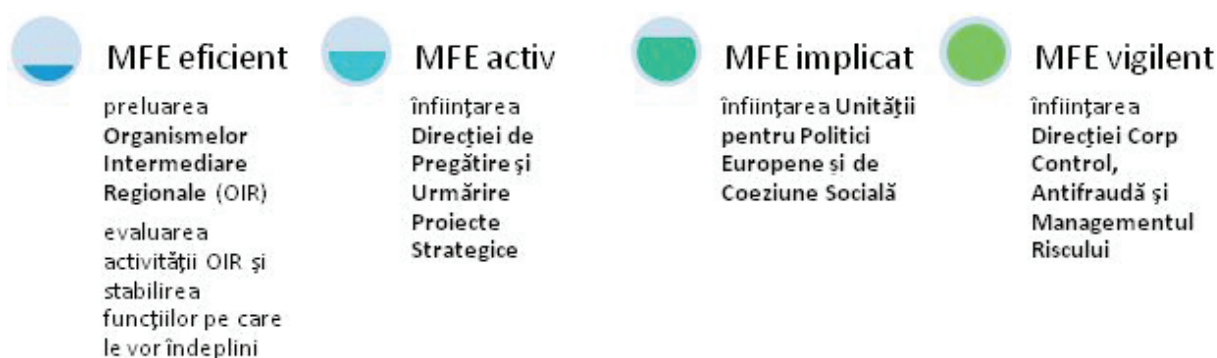 MFE eficient
preluarea
Organismelor
Intermediare
Regionale (OIR)
evaluarea
activității OIR și
stabilirea
funcțiilor pe care
le vor îndeplini
MFE activ
înființarea
Direcției de
Pregătire și
Urmărire
Proiecte
Strategice
MFE implicat
înființarea Unității
pentru Politici
Europene și de
Coeziune Socială
MFE vigilent
înființarea
Direcției Corp
Control,
Antifraudă și
Managementul
Riscului